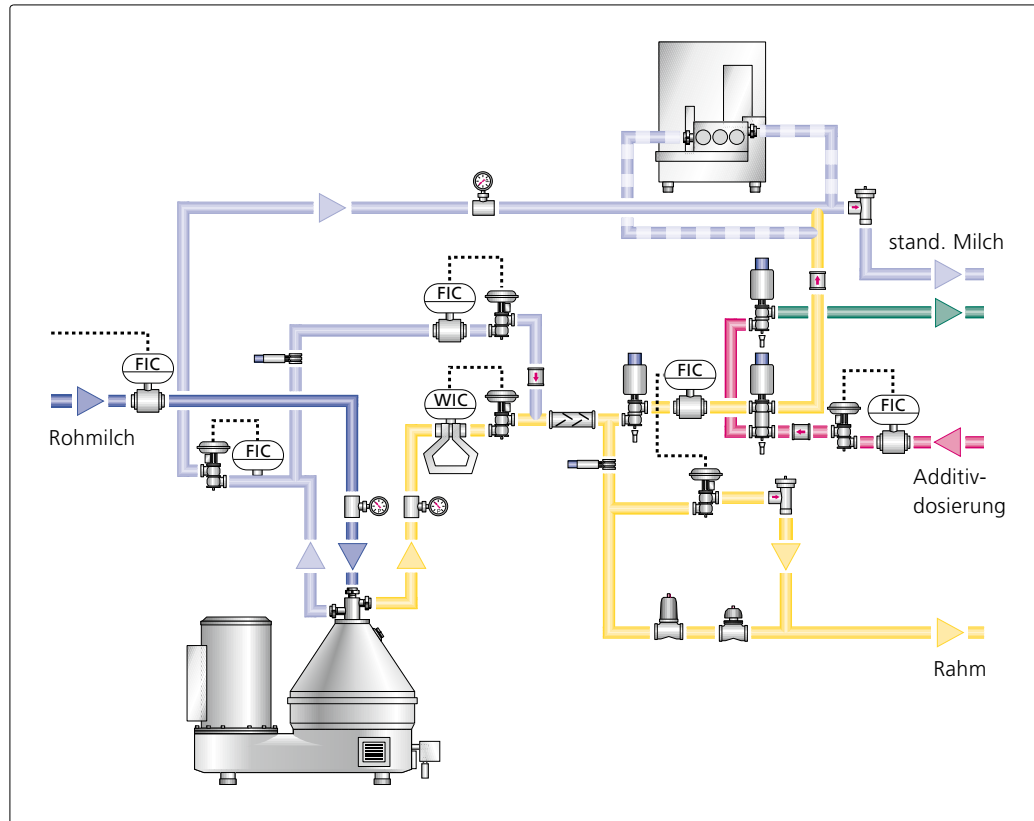 stand. Milch
FIC
FIC
FIC
WIC
FIC
Rohmilch
FIC
Additiv-
dosierung
Rahm